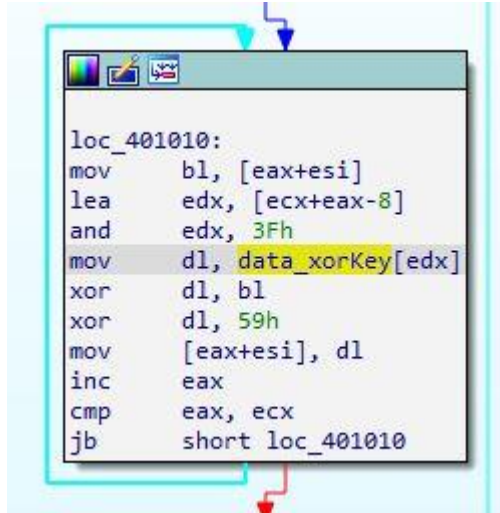 loc_401010:
mov bl, [eax+esi]
lea edx, [ecx+eax-8]
and edx, 3Fh
mov dl, data_xorKey[edx]
xor dl, bl
xor dl, 59h
mov [eax+esi], dl
inc eax
cmp eax, ecx
jb short loc_401010